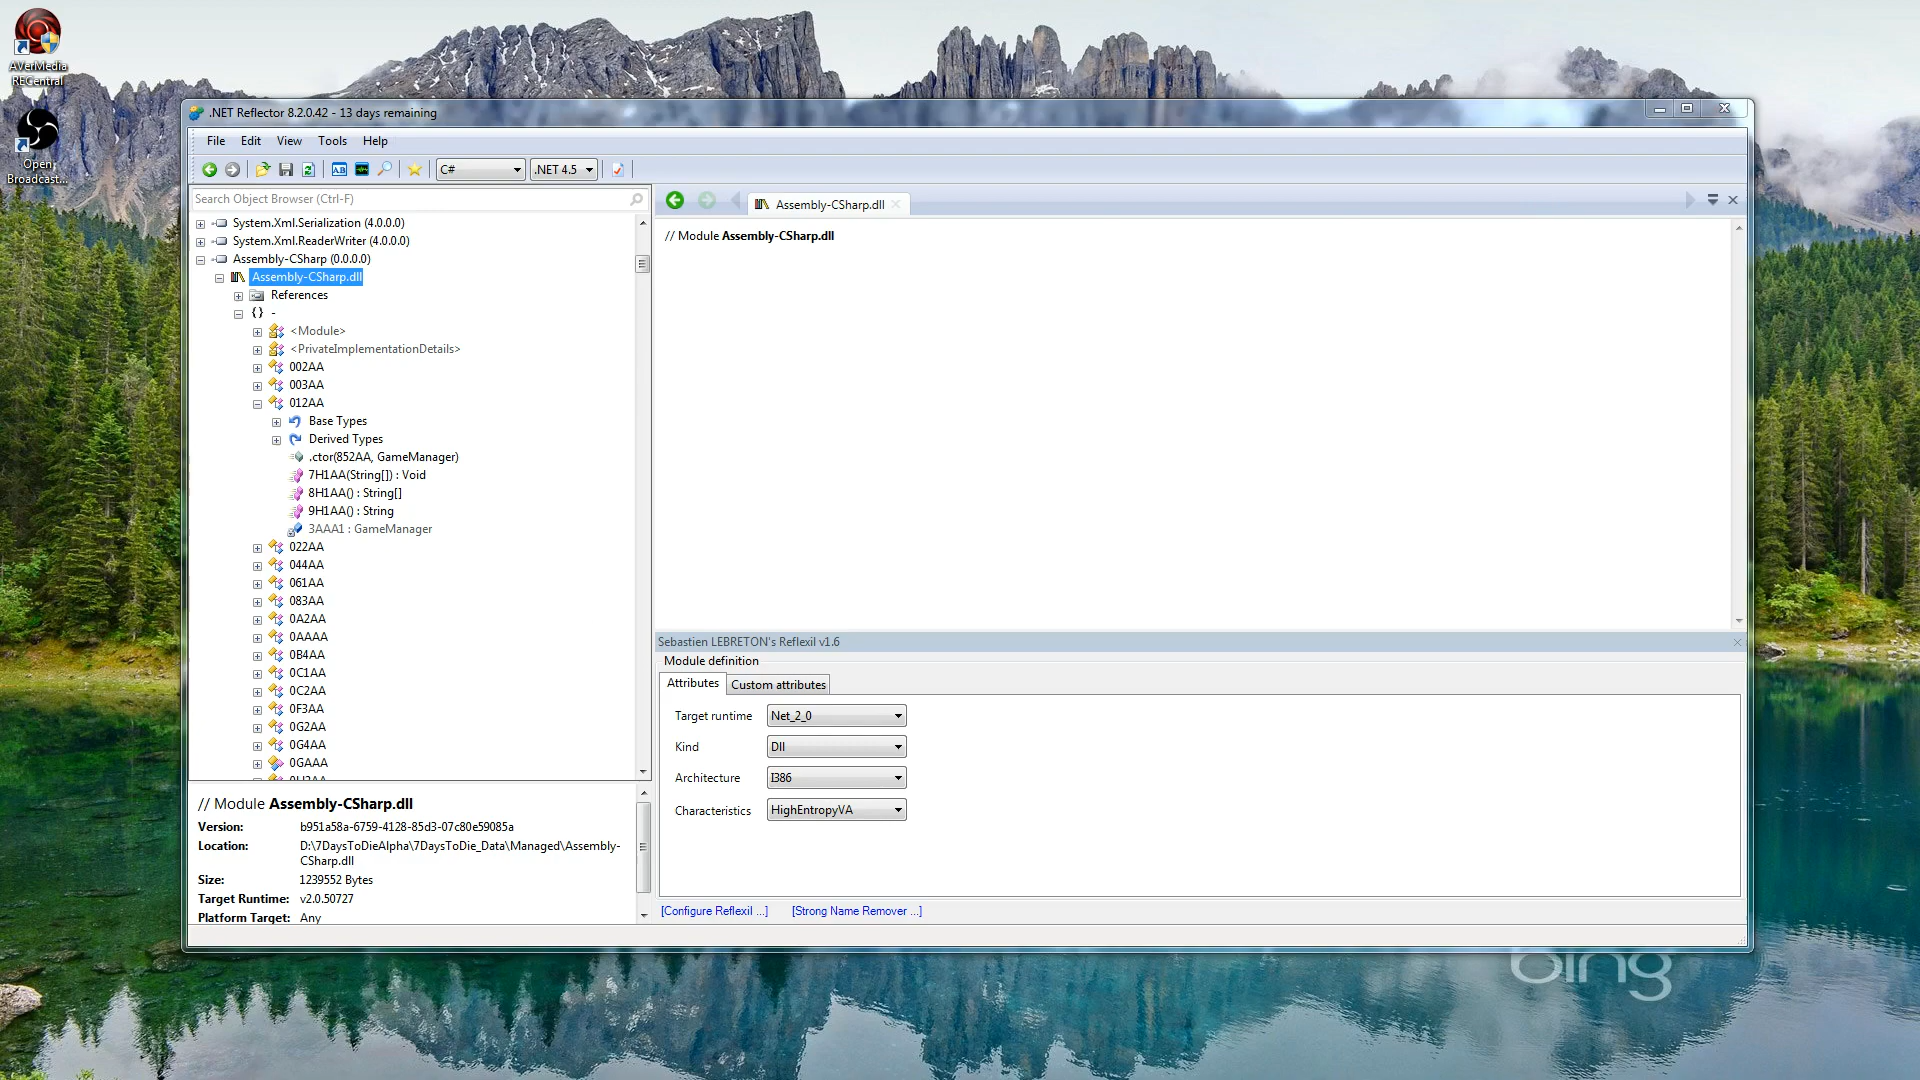 AVerMedia
RECentral
Open
Broadcast...
.NET Reflector 8.2.0.42 - 13 days remaining
File Edit View Tools Help
C# .NET 4.5
Search Object Browser (Ctrl-F)
System.Xml.Serialization (4.0.0.0)
System.Xml.ReaderWriter (4.0.0.0)
Assembly-CSharp (0.0.0.0)
Assembly-CSharp.dll
References
{ } -
<Module>
<PrivateImplementationDetails>
002AA
003AA
012AA
Base Types
Derived Types
.ctor(852AA, GameManager)
7H1AA(String[]) : Void
8H1AA() : String[]
9H1AA() : String
3AAA1 : GameManager
022AA
044AA
061AA
083AA
0A2AA
0AAAA
0B4AA
0C1AA
0C2AA
0F3AA
0G2AA
0G4AA
0GAAA
// Module Assembly-CSharp.dll
Version: b951a58a-6759-4128-85d3-07c80e59085a
Location: D:\7DaysToDieAlpha\7DaysToDie_Data\Managed\Assembly-
CSharp.dll
Size: 1239552 Bytes
Target Runtime: v2.0.50727
Platform Target: Any
Assembly-CSharp.dll
// Module Assembly-CSharp.dll
Sebastien LEBRETON's Reflexil v1.6
Module definition
Attributes Custom attributes
Target runtime Net_2_0
Kind Dll
Architecture I386
Characteristics HighEntropyVA
[Configure Reflexil ...] [Strong Name Remover ...]
bing